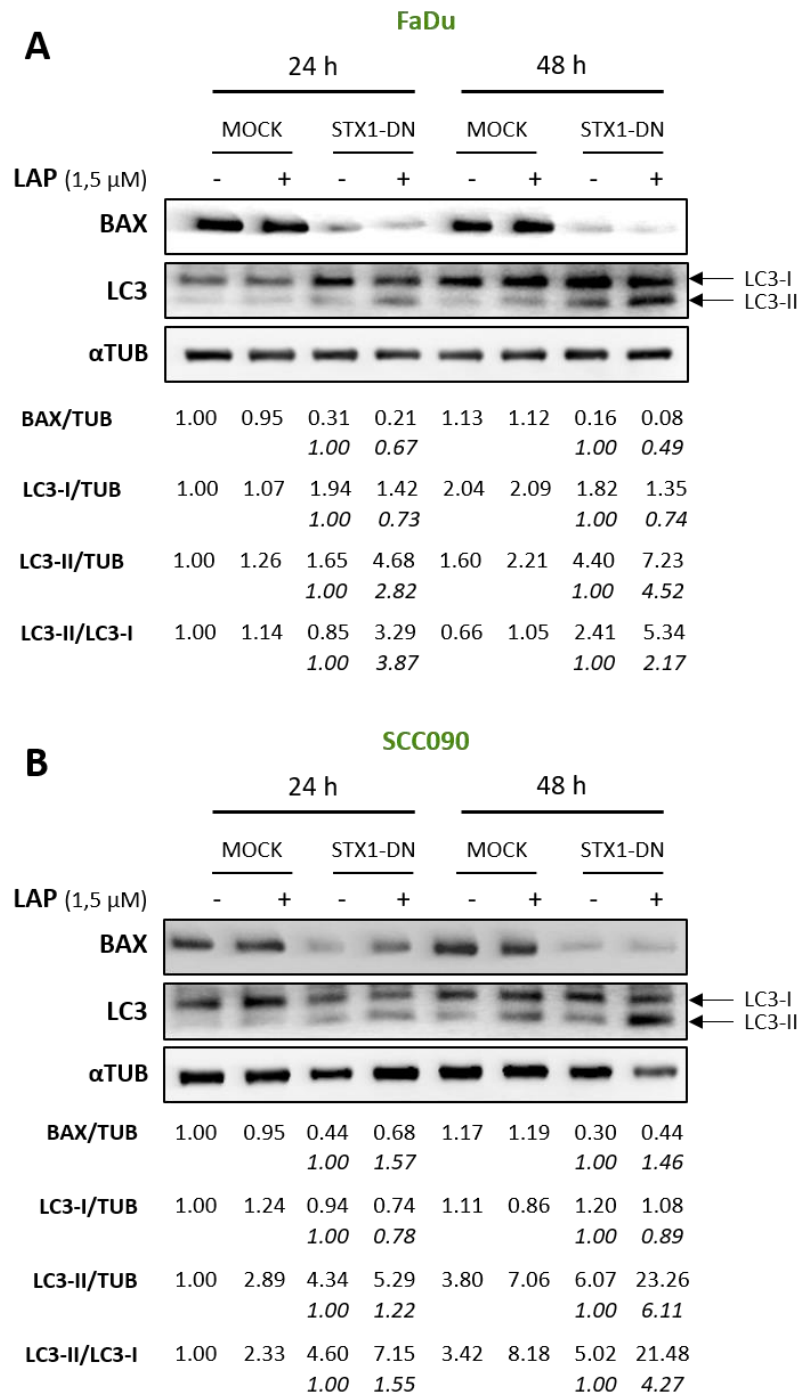 FaDu
A
24 h 48 h
MOCK STX1-DN MOCK STX1-DN
LAP (1,5 µM) - + - + - + - +
BAX
LC3 LC3-I
LC3-II
αTUB
BAX/TUB 1.00 0.95 0.31 0.21 1.13 1.12 0.16 0.08
1.00 0.67 1.00 0.49
LC3-I/TUB 1.00 1.07 1.94 1.42 2.04 2.09 1.82 1.35
1.00 0.73 1.00 0.74
LC3-II/TUB 1.00 1.26 1.65 4.68 1.60 2.21 4.40 7.23
1.00 2.82 1.00 4.52
LC3-II/LC3-I 1.00 1.14 0.85 3.29 0.66 1.05 2.41 5.34
1.00 3.87 1.00 2.17
SCC090
B
24 h 48 h
MOCK STX1-DN MOCK STX1-DN
LAP (1,5 µM) - + - + - + - +
BAX
LC3 LC3-I
LC3-II
αTUB
BAX/TUB 1.00 0.95 0.44 0.68 1.17 1.19 0.30 0.44
1.00 1.57 1.00 1.46
LC3-I/TUB 1.00 1.24 0.94 0.74 1.11 0.86 1.20 1.08
1.00 0.78 1.00 0.89
LC3-II/TUB 1.00 2.89 4.34 5.29 3.80 7.06 6.07 23.26
1.00 1.22 1.00 6.11
LC3-II/LC3-I 1.00 2.33 4.60 7.15 3.42 8.18 5.02 21.48
1.00 1.55 1.00 4.27